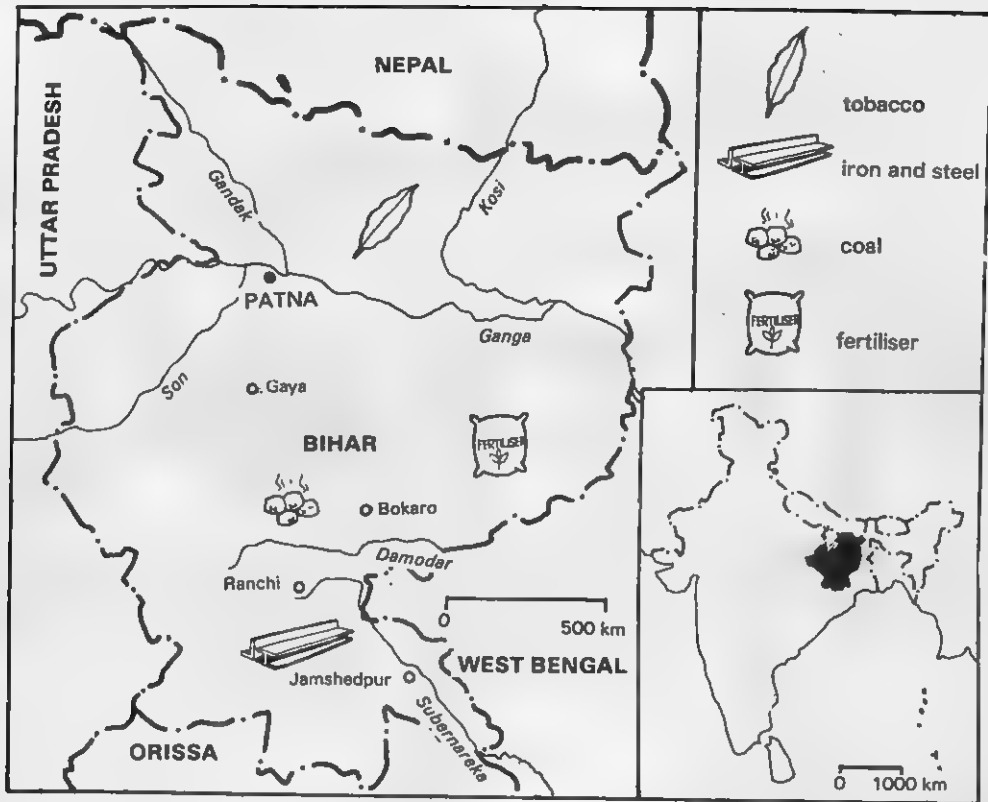 NEPAL
UTTAR PRADESH
Gandak
Kosi
PATNA
Ganga
Son
Gaya
BIHAR
FERTILISER
Bokaro
Damodar
Ranchi
0 500 km
WEST BENGAL
Jamshedpur
Subernareka
ORISSA
tobacco
iron and steel
coal
FERTILISER
fertiliser
0 1000 km